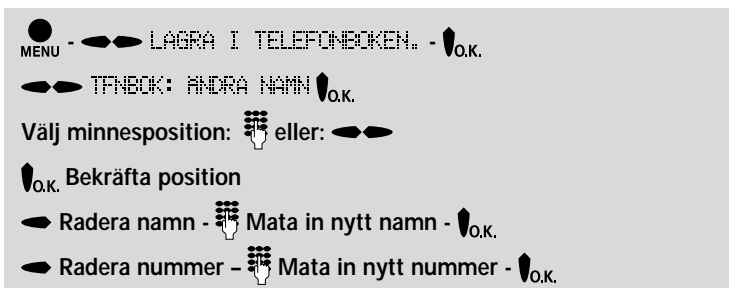 MENU - LAGRA I TELEFONBOKEN. - O.K.
TFNBOK: ANDRA NAMN O.K.
Välj minnesposition: eller:
O.K. Bekräfta position
Radera namn - Mata in nytt namn - O.K.
Radera nummer – Mata in nytt nummer - O.K.